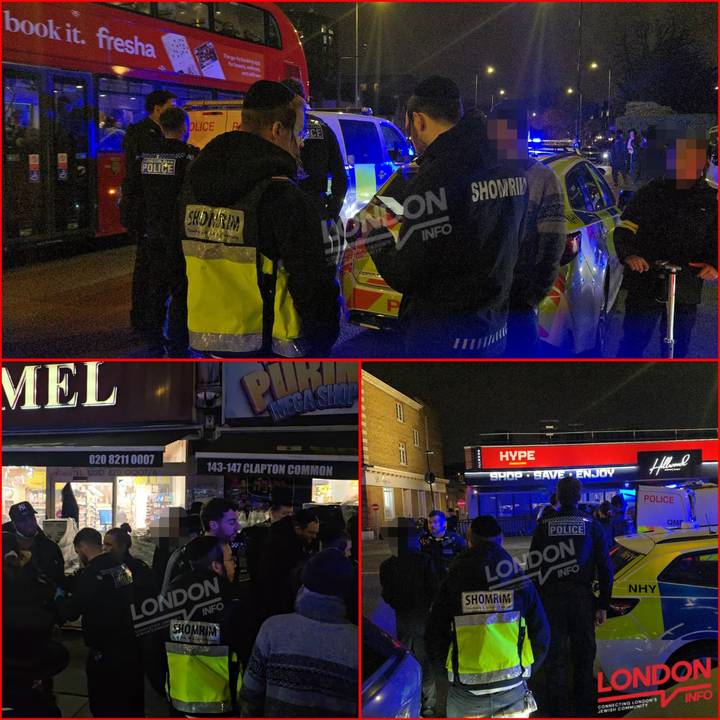 book it. fresha
POLICE
POLICE
POLICE
SHOMRIM
SHOMRIM
LONDON
INFO
MEL
PURIM
MEGA SHOP
020 8211 0007
143-147 CLAPTON COMMON
SHOMRIM
LONDON
INFO
HYPE
SHOP · SAVE · ENJOY
Hillwood
POLICE
POLICE
NHY
SHOMRIM
LONDON
INFO
LONDON
INFO
CONNECTING LONDON'S
JEWISH COMMUNITY